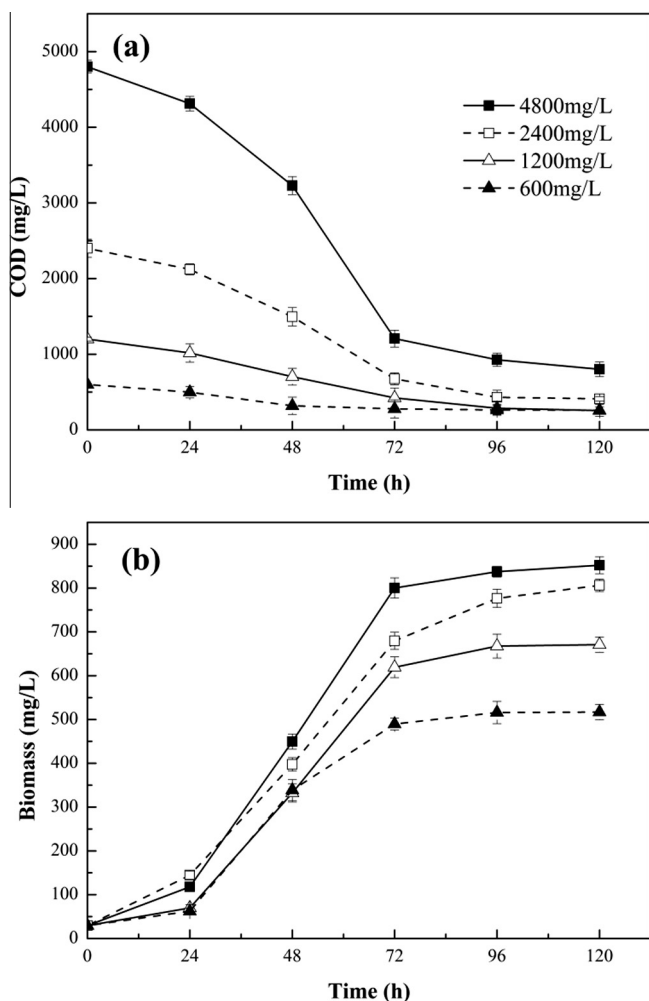 (a)
5000
4000
3000
2000
1000
0
COD (mg/L)
4800mg/L
2400mg/L
1200mg/L
600mg/L
0 24 48 72 96 120
Time (h)
(b)
900
800
700
600
500
400
300
200
100
0
Biomass (mg/L)
0 24 48 72 96 120
Time (h)